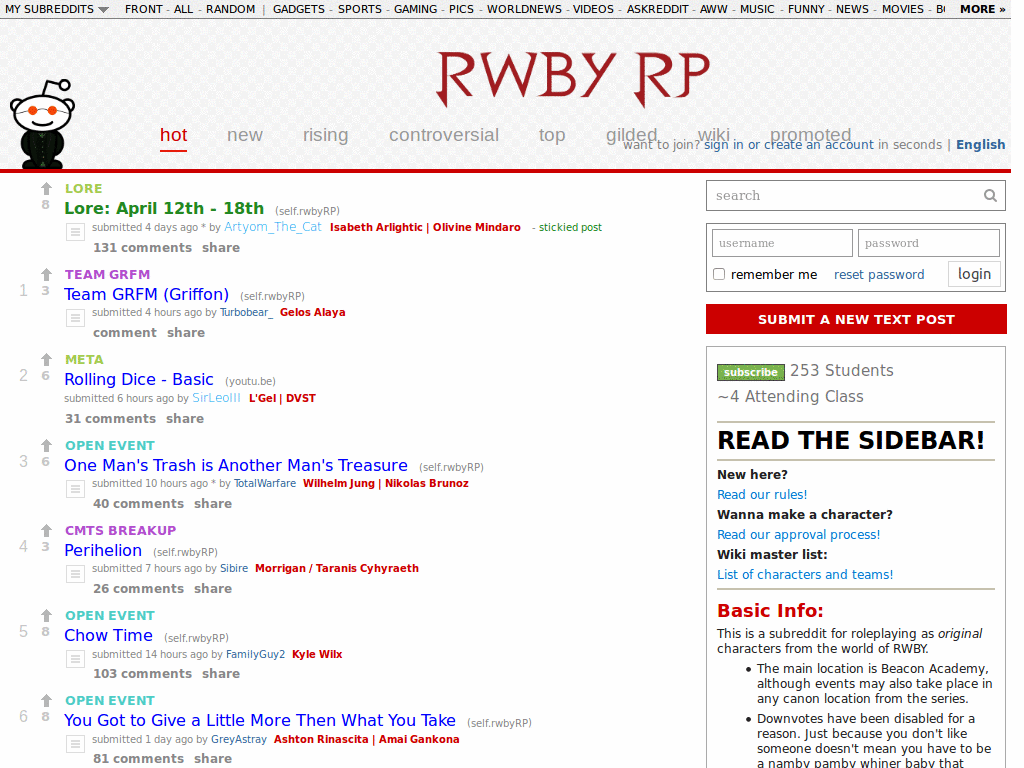 MY SUBREDDITS FRONT - ALL - RANDOM | GADGETS - SPORTS - GAMING - PICS - WORLDNEWS - VIDEOS - ASKREDDIT - AWW - MUSIC - FUNNY - NEWS - MOVIES - MORE »
RWBY RP
hot new rising controversial top gilded wiki promoted
want to join? sign in or create an account in seconds | English
LORE
8
Lore: April 12th - 18th (self.rwbyRP)
submitted 4 days ago * by Artyom_The_Cat Isabeth Arlightic | Olivine Mindaro - stickied post
131 comments share
TEAM GRFM
1 3
Team GRFM (Griffon) (self.rwbyRP)
submitted 4 hours ago by Turbobear_ Gelos Alaya
comment share
META
2 6
Rolling Dice - Basic (youtu.be)
submitted 6 hours ago by SirLeoIII L'Gel | DVST
31 comments share
OPEN EVENT
3 6
One Man's Trash is Another Man's Treasure (self.rwbyRP)
submitted 10 hours ago * by TotalWarfare Wilhelm Jung | Nikolas Brunoz
40 comments share
CMTS BREAKUP
4 3
Perihelion (self.rwbyRP)
submitted 7 hours ago by Sibire Morrigan / Taranis Cyhyraeth
26 comments share
OPEN EVENT
5 8
Chow Time (self.rwbyRP)
submitted 14 hours ago by FamilyGuy2 Kyle Wilx
103 comments share
OPEN EVENT
6 8
You Got to Give a Little More Then What You Take (self.rwbyRP)
submitted 1 day ago by GreyAstray Ashton Rinascita | Amai Gankona
81 comments share
search
username password
remember me reset password login
SUBMIT A NEW TEXT POST
subscribe 253 Students
~4 Attending Class
READ THE SIDEBAR!
New here?
Read our rules!
Wanna make a character?
Read our approval process!
Wiki master list:
List of characters and teams!
Basic Info:
This is a subreddit for roleplaying as original
characters from the world of RWBY.
• The main location is Beacon Academy,
although events may also take place in
any canon location from the series.
• Downvotes have been disabled for a
reason. Just because you don't like
someone doesn't mean you have to be
a namby pamby whiner baby that